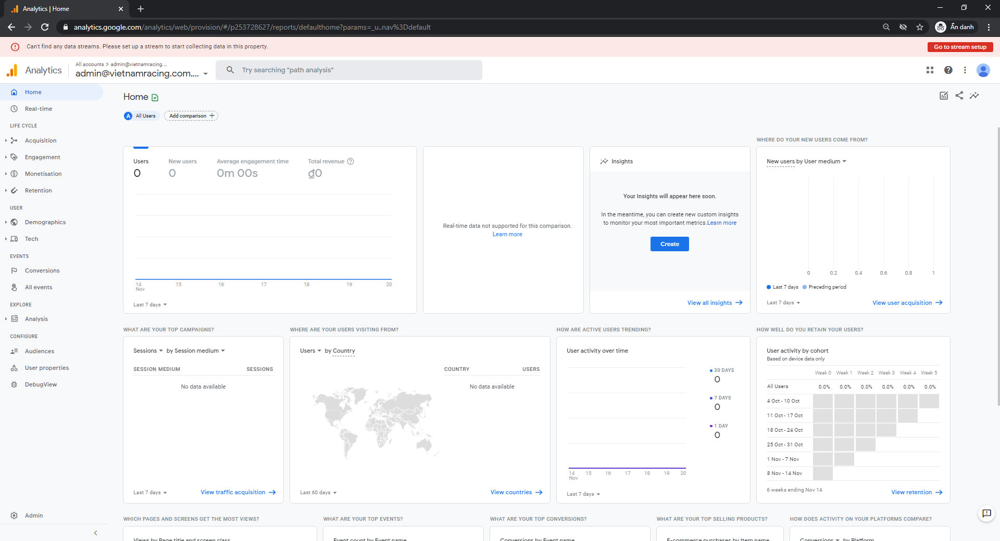 Analytics | Home
analytics.google.com/analytics/web/provision/#/p253728627/reports/defaulthome?params=_u..nav%3Ddefault
Ẩn danh
Can't find any data streams. Please set up a stream to start collecting data in this property.
Go to stream setup
Analytics
All accounts > admin@vietnamracing....
admin@vietnamracing.com....
Try searching "path analysis"
Home
Real-time
LIFE CYCLE
Acquisition
Engagement
Monetisation
Retention
USER
Demographics
Tech
EVENTS
Conversions
All events
EXPLORE
Analysis
CONFIGURE
Audiences
User properties
DebugView
Admin
Home
A All Users
Add comparison +
Users
0
New users
0
Average engagement time
0m 00s
Total revenue
₫0
14 15 16 17 18 19 20
Nov
Last 7 days
Real-time data not supported for this comparison.
Learn more
Insights
Your Insights will appear here soon.
In the meantime, you can create new custom insights
to monitor your most important metrics.Learn more
Create
View all insights
WHERE DO YOUR NEW USERS COME FROM?
New users by User medium
0 0.2 0.4 0.6 0.8 1
Last 7 days Preceding period
Last 7 days
View user acquisition
WHAT ARE YOUR TOP CAMPAIGNS?
Sessions by Session medium
SESSION MEDIUM SESSIONS
No data available
Last 7 days
View traffic acquisition
WHERE ARE YOUR USERS VISITING FROM?
Users by Country
COUNTRY USERS
No data available
Last 60 days
View countries
HOW ARE ACTIVE USERS TRENDING?
User activity over time
30 DAYS
0
7 DAYS
0
1 DAY
0
14 15 16 17 18 19 20
Nov
Last 7 days
HOW WELL DO YOU RETAIN YOUR USERS?
User activity by cohort
Based on device data only
Week 0 Week 1 Week 2 Week 3 Week 4 Week 5
All Users 0.0% 0.0% 0.0% 0.0% 0.0% 0.0%
4 Oct - 10 Oct
11 Oct - 17 Oct
18 Oct - 24 Oct
25 Oct - 31 Oct
1 Nov - 7 Nov
8 Nov - 14 Nov
6 weeks ending Nov 14
View retention
WHICH PAGES AND SCREENS GET THE MOST VIEWS?
Views by Page title and screen class
WHAT ARE YOUR TOP EVENTS?
Event count by Event name
WHAT ARE YOUR TOP CONVERSIONS?
Conversions by Event name
WHAT ARE YOUR TOP SELLING PRODUCTS?
E-commerce purchases by Item name
HOW DOES ACTIVITY ON YOUR PLATFORMS COMPARE?
Conversions by Platform